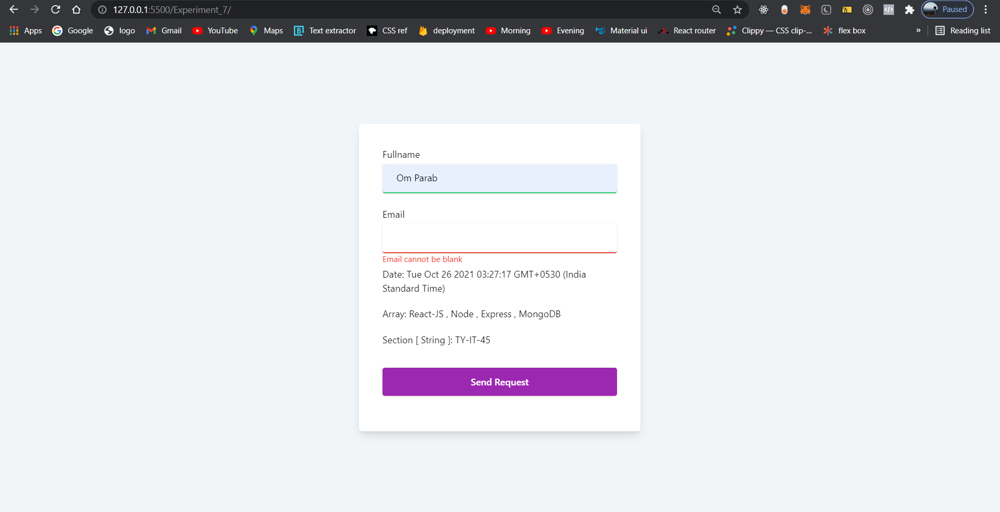 127.0.0.1:5500/Experiment_7/
Paused
Apps Google logo Gmail YouTube Maps Text extractor CSS ref deployment Morning Evening Material ui React router Clippy — CSS clip-... flex box » Reading list
Fullname
Om Parab
Email
Email cannot be blank
Date: Tue Oct 26 2021 03:27:17 GMT+0530 (India
Standard Time)
Array: React-JS , Node , Express , MongoDB
Section [ String ]: TY-IT-45
Send Request